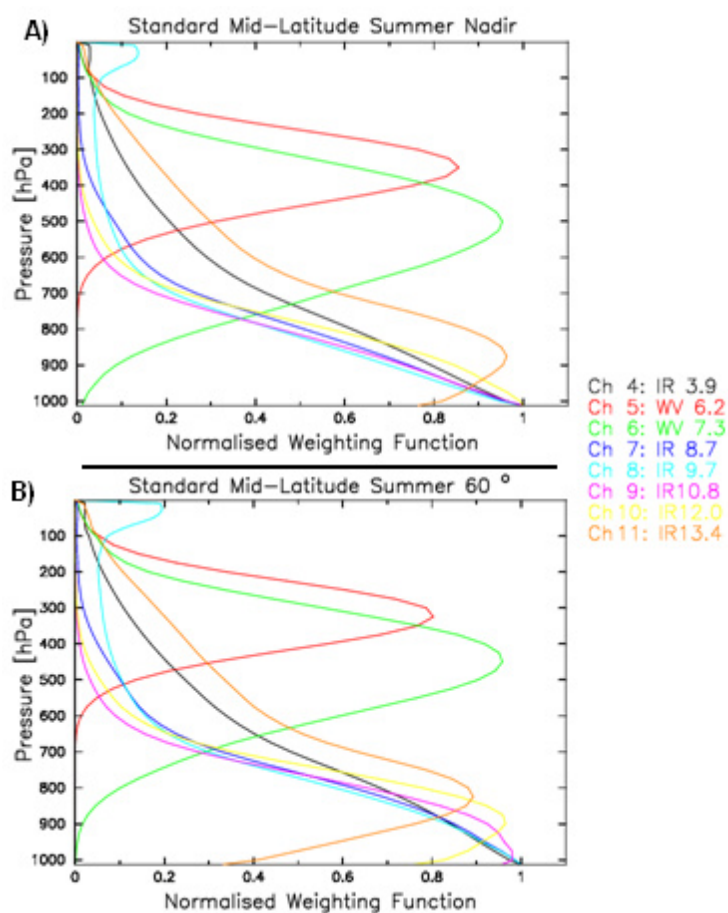 A) Standard Mid-Latitude Summer Nadir
100
200
300
400
500
600
700
800
900
1000
Pressure [hPa]
0 0.2 0.4 0.6 0.8 1
Normalised Weighting Function
Ch 4: IR 3.9
Ch 5: WV 6.2
Ch 6: WV 7.3
Ch 7: IR 8.7
Ch 8: IR 9.7
Ch 9: IR10.8
Ch10: IR12.0
Ch11: IR13.4
B) Standard Mid-Latitude Summer 60 °
100
200
300
400
500
600
700
800
900
1000
Pressure [hPa]
0 0.2 0.4 0.6 0.8 1
Normalised Weighting Function